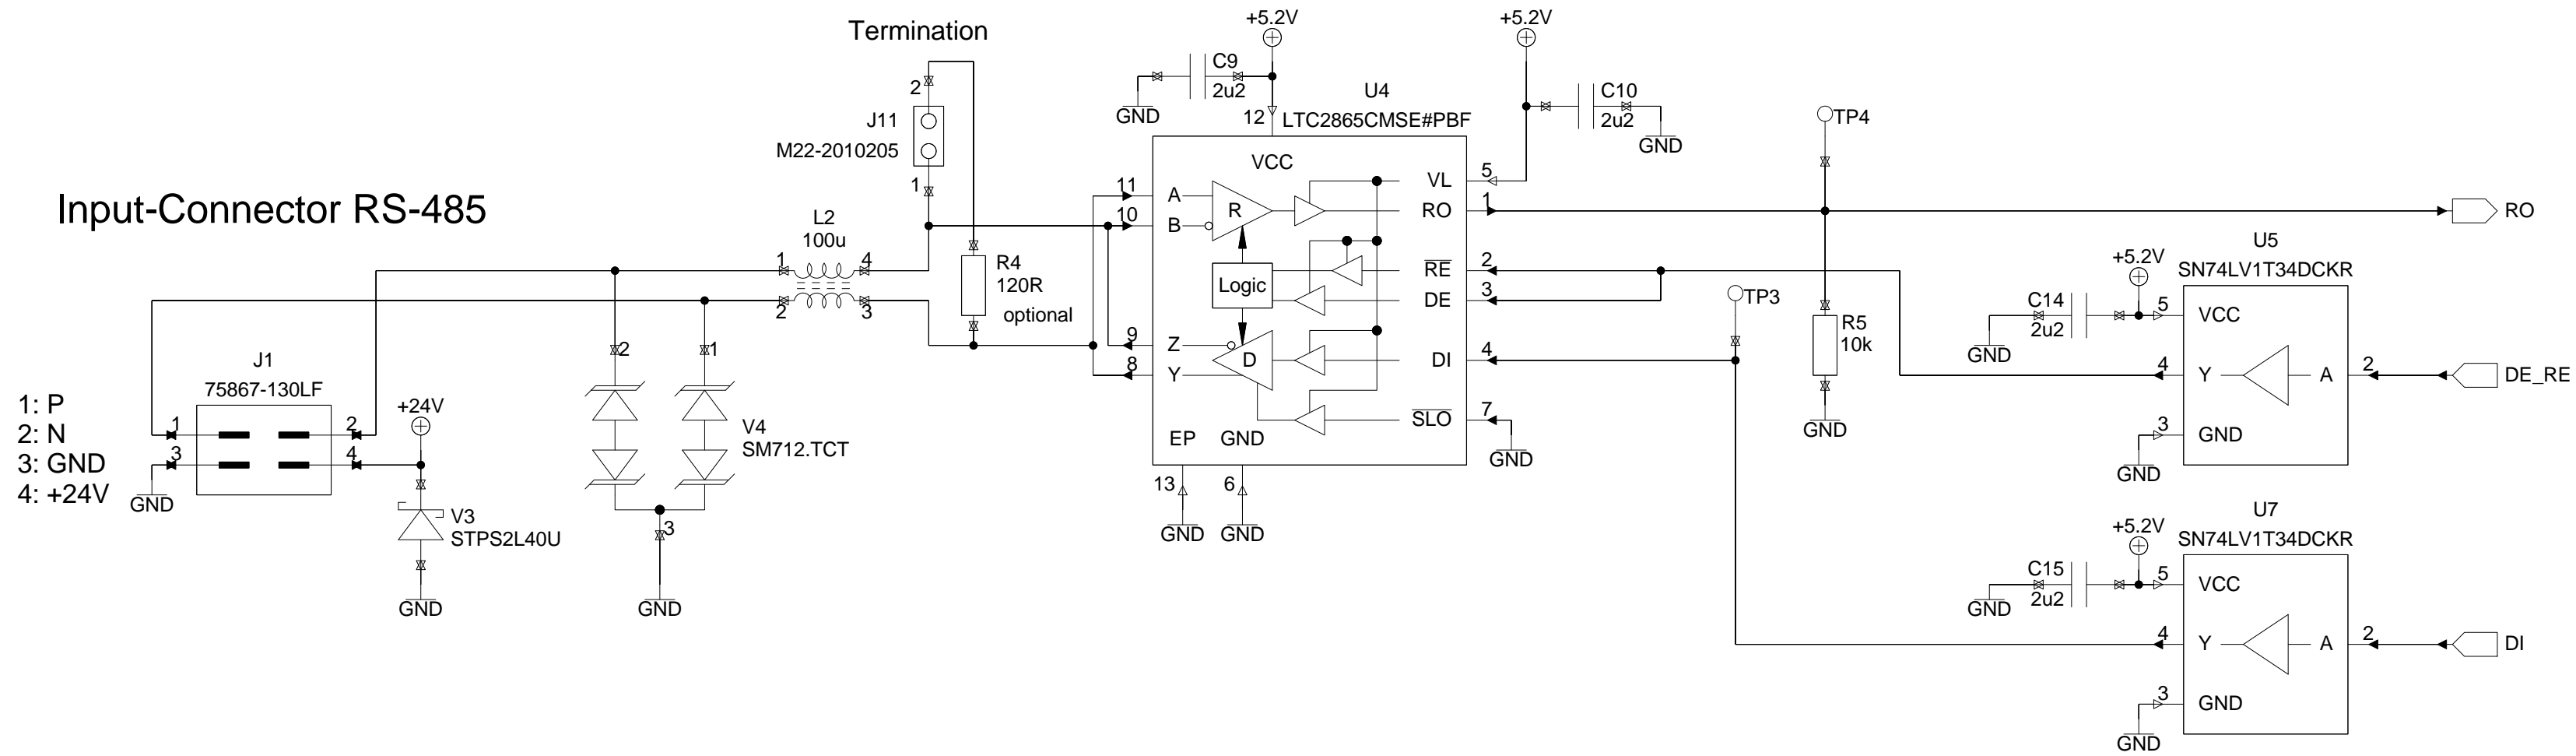 Input-Connector RS-485
1: P
2: N
3: GND
4: +24V
J1
75867-130LF
1
2
3
4
GND
+24V
V3
STPS2L40U
GND
2
1
V4
SM712.TCT
3
GND
L2
100u
1
4
2
3
Termination
2
J11
M22-2010205
1
R4
120R
optional
+5.2V
C9
2u2
GND
12
U4
LTC2865CMSE#PBF
VCC
11
A
10
B
R
Logic
9
Z
8
Y
D
EP
GND
13
6
GND
GND
VL
5
RO
1
RE
2
DE
3
DI
4
SLO
7
GND
+5.2V
C10
2u2
GND
TP4
TP3
R5
10k
GND
RO
U5
SN74LV1T34DCKR
+5.2V
C14
2u2
GND
5
VCC
4
Y
A
2
DE_RE
3
GND
GND
U7
SN74LV1T34DCKR
+5.2V
C15
2u2
GND
5
VCC
4
Y
A
2
DI
3
GND
GND